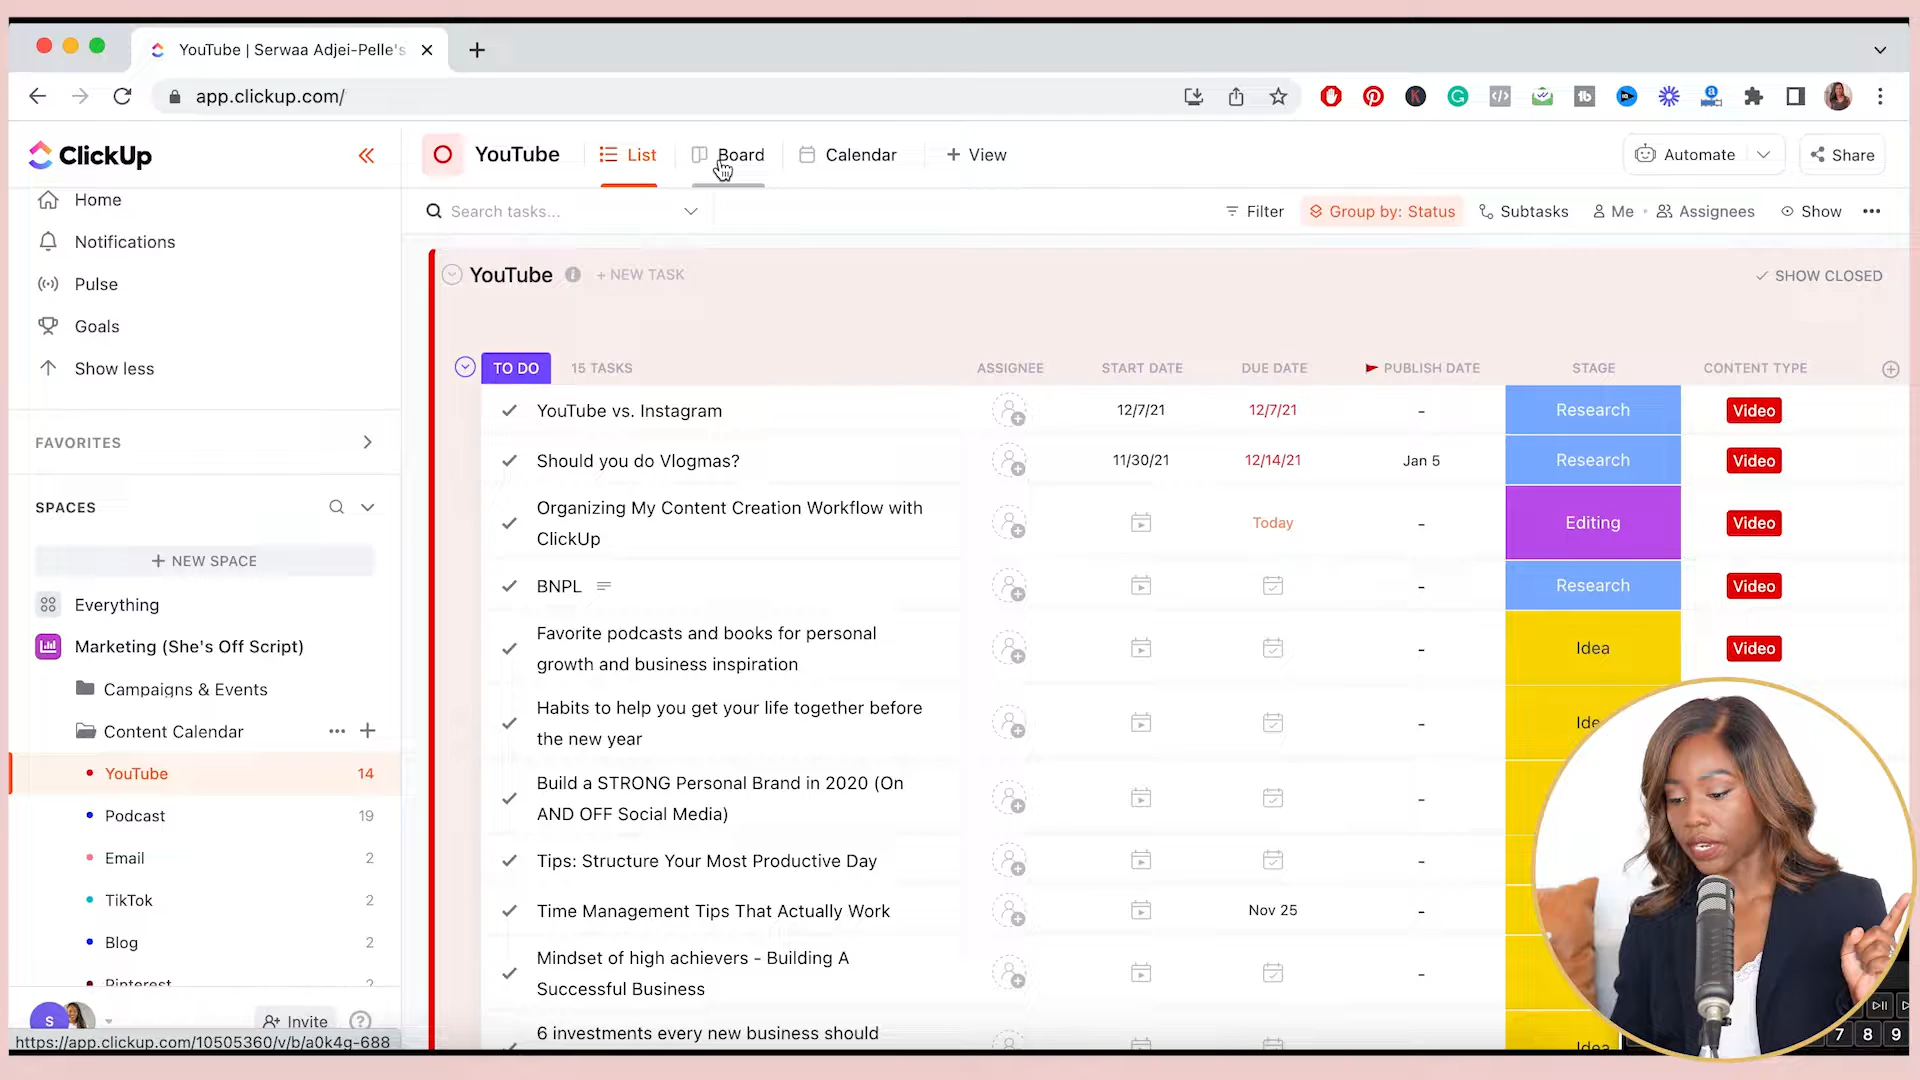 YouTube | Serwaa Adjei-Pelle's
app.clickup.com/
ClickUp
YouTube
List
Board
Calendar
+ View
Automate
Share
Search tasks...
Filter
Group by: Status
Subtasks
Me
Assignees
Show
Home
Notifications
Pulse
Goals
Show less
FAVORITES
SPACES
+ NEW SPACE
Everything
Marketing (She's Off Script)
Campaigns & Events
Content Calendar
YouTube 14
Podcast 19
Email 2
TikTok 2
Blog 2
Pinterest 2
S
Invite
https://app.clickup.com/10505360/v/b/a0k4g-688
YouTube
+ NEW TASK
SHOW CLOSED
TO DO 15 TASKS ASSIGNEE START DATE DUE DATE PUBLISH DATE STAGE CONTENT TYPE
YouTube vs. Instagram 12/7/21 12/7/21 - Research Video
Should you do Vlogmas? 11/30/21 12/14/21 Jan 5 Research Video
Organizing My Content Creation Workflow with
ClickUp
Today - Editing Video
BNPL - Research Video
Favorite podcasts and books for personal
growth and business inspiration
- Idea Video
Habits to help you get your life together before
the new year
-
Build a STRONG Personal Brand in 2020 (On
AND OFF Social Media)
-
Tips: Structure Your Most Productive Day -
Time Management Tips That Actually Work Nov 25 -
Mindset of high achievers - Building A
Successful Business
-
6 investments every new business should
Idea
7 8 9